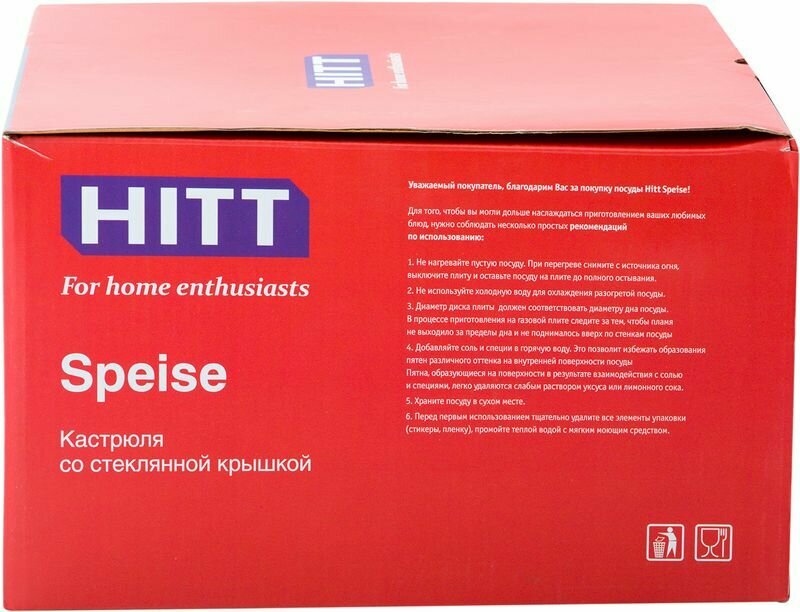 HITT
For home enthusiasts
HITT
For home enthusiasts
Speise
Кастрюля
со стеклянной крышкой
Уважаемый покупатель, благодарим Вас за покупку посуды Hitt Speise!
Для того, чтобы вы могли дольше наслаждаться приготовлением ваших любимых
блюд, нужно соблюдать несколько простых рекомендаций
по использованию:
1. Не нагревайте пустую посуду. При перегреве снимите с источника огня,
выключите плиту и оставьте посуду на плите до полного остывания.
2. Не используйте холодную воду для охлаждения разогретой посуды.
3. Диаметр диска плиты должен соответствовать диаметру дна посуды.
В процессе приготовления на газовой плите следите за тем, чтобы пламя
не выходило за пределы дна и не поднималось вверх по стенкам посуды
4. Добавляйте соль и специи в горячую воду. Это позволит избежать образования
пятен различного оттенка на внутренней поверхности посуды
Пятна, образующиеся на поверхности в результате взаимодействия с солью
и специями, легко удаляются слабым раствором уксуса или лимонного сока.
5. Храните посуду в сухом месте.
6. Перед первым использованием тщательно удалите все элементы упаковки
(стикеры, пленку), промойте теплой водой с мягким моющим средством.